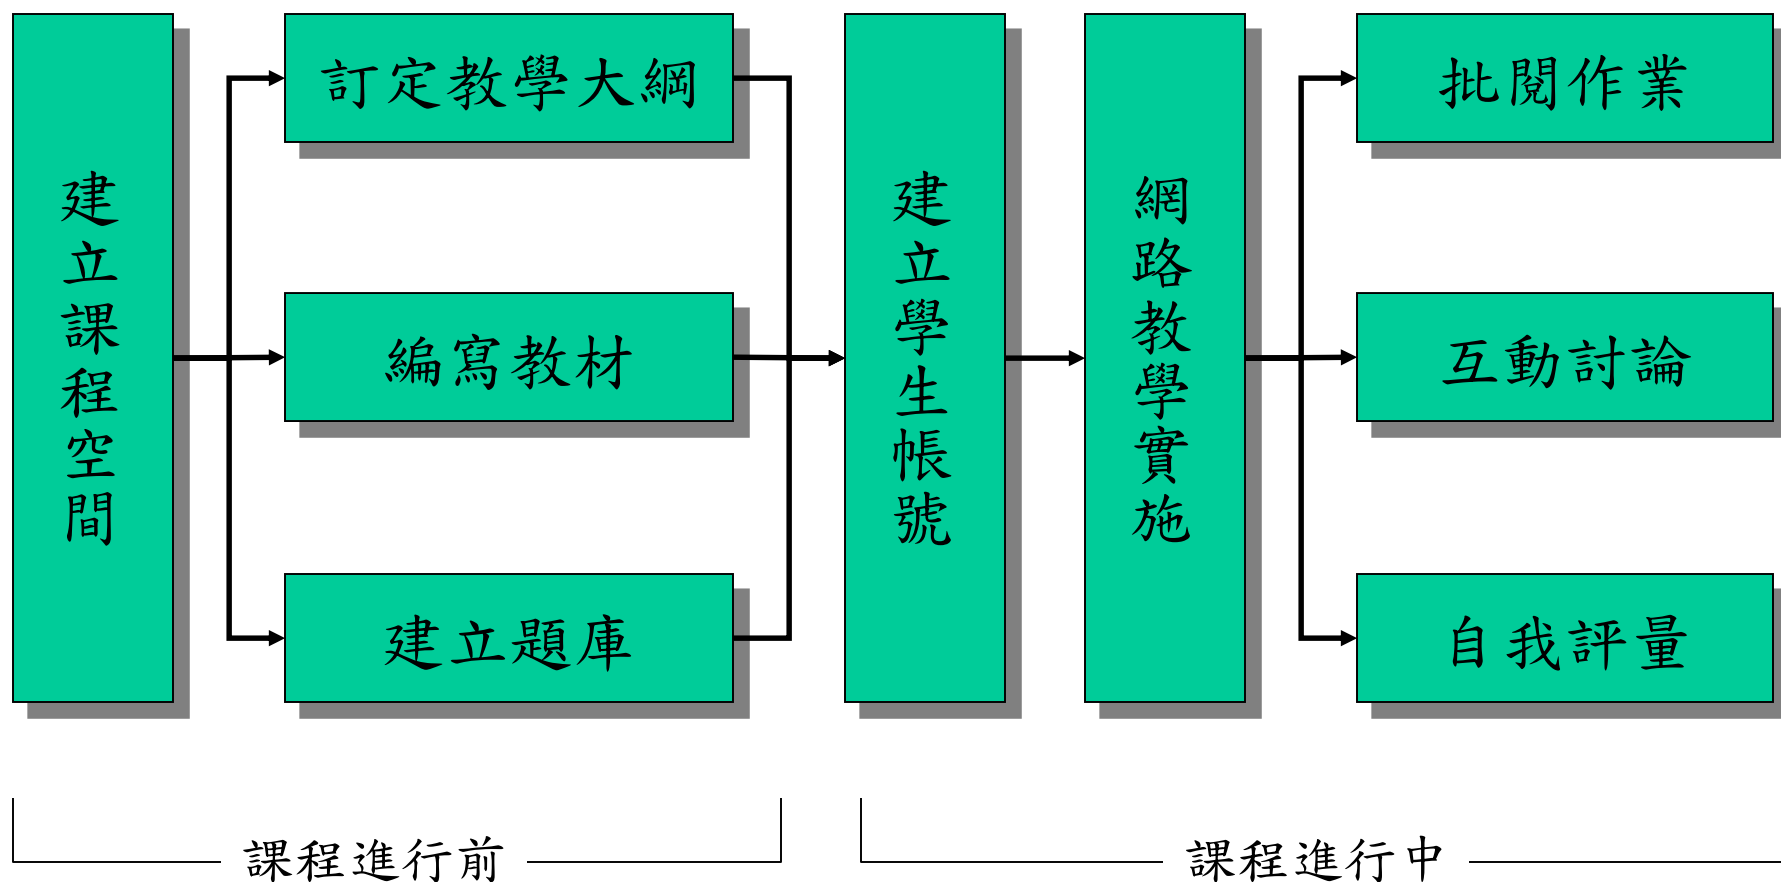 建立課程空間
訂定教學大綱
編寫教材
建立題庫
建立學生帳號
網路教學實施
批閱作業
互動討論
自我評量
課程進行前
課程進行中